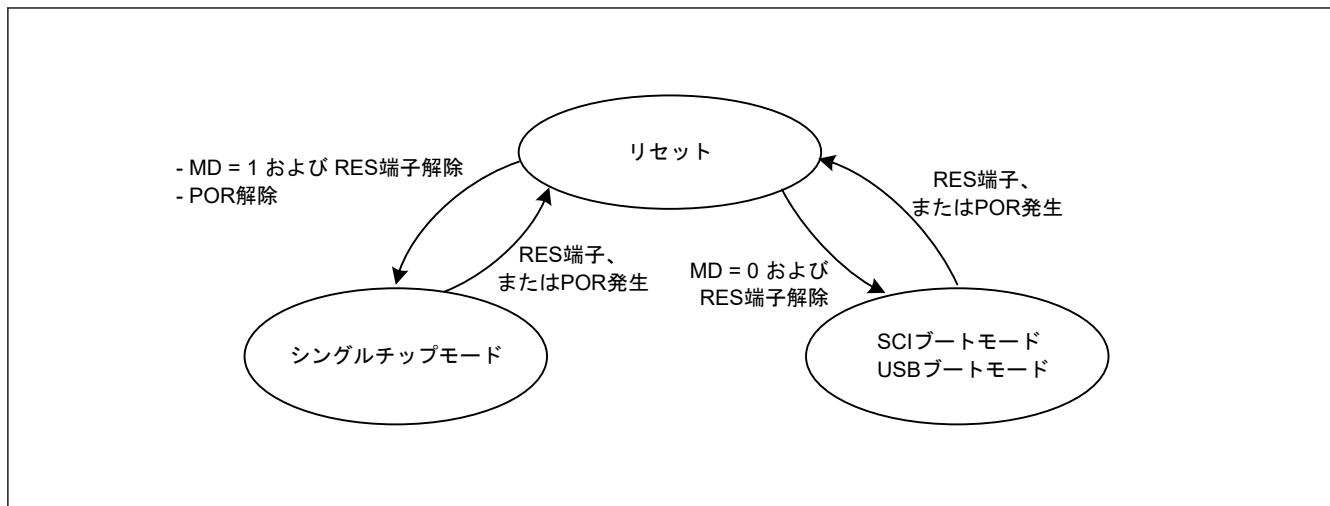 リセット
- MD = 1 および RES端子解除
- POR解除
RES端子、
またはPOR発生
RES端子、
またはPOR発生
MD = 0 および
RES端子解除
シングルチップモード
SCIブートモード
USBブートモード